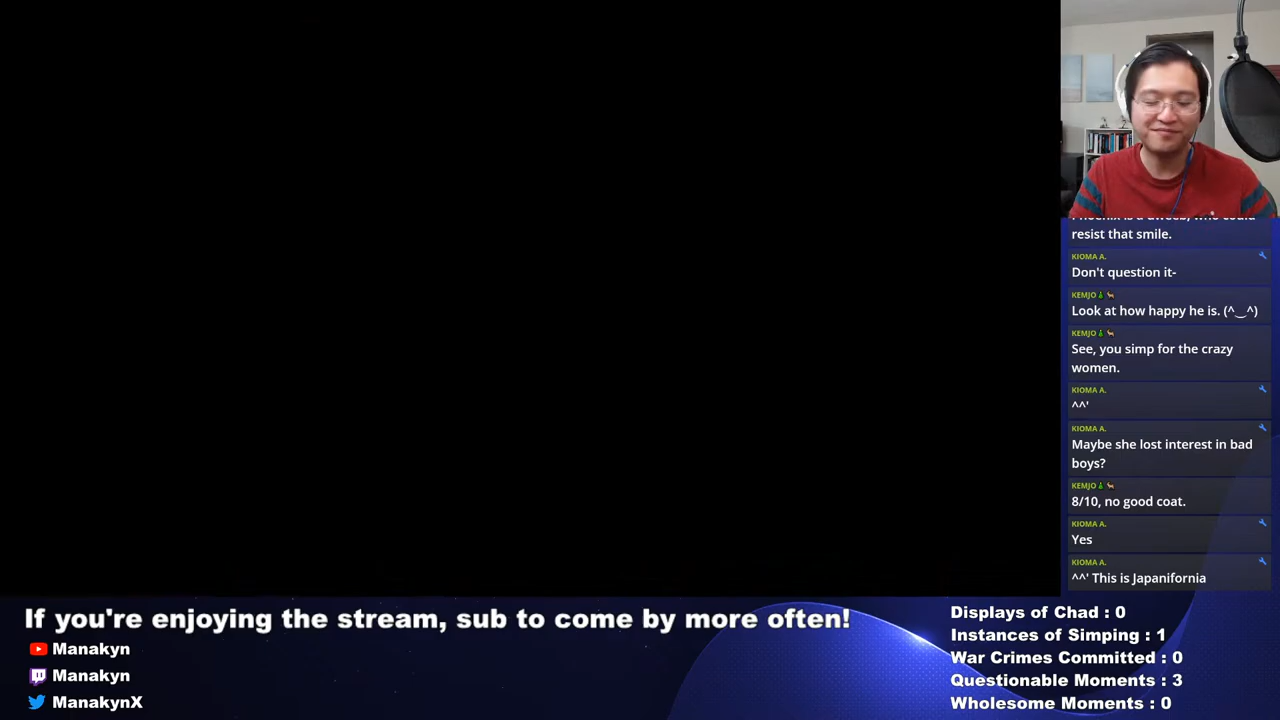 resist that smile.
KIOMA A.
Don't question it-
KEMJO
Look at how happy he is. (^‿^)
KEMJO
See, you simp for the crazy
women.
KIOMA A.
^^'
KIOMA A.
Maybe she lost interest in bad
boys?
KEMJO
8/10, no good coat.
KIOMA A.
Yes
KIOMA A.
^^' This is Japanifornia
If you're enjoying the stream, sub to come by more often!
Manakyn
Manakyn
ManakynX
Displays of Chad : 0
Instances of Simping : 1
War Crimes Committed : 0
Questionable Moments : 3
Wholesome Moments : 0